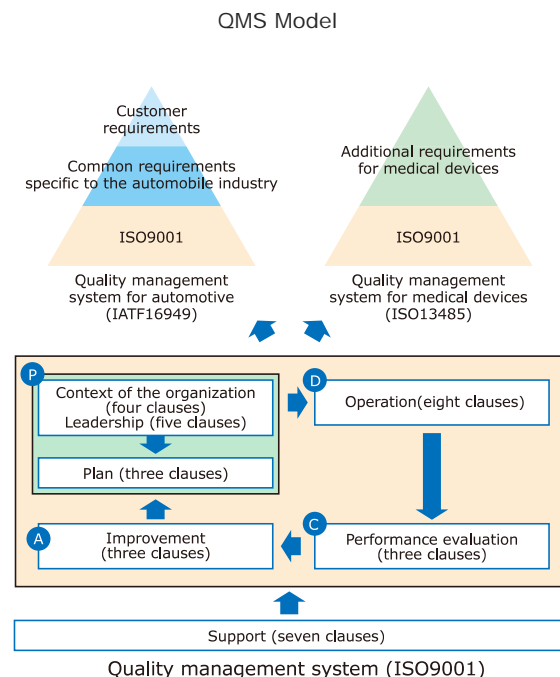 QMS Model
Customer
requirements
Common requirements
specific to the automobile industry
ISO9001
Quality management
system for automotive
(IATF16949)
Additional requirements
for medical devices
ISO9001
Quality management
system for medical devices
(ISO13485)
P
Context of the organization
(four clauses)
Leadership (five clauses)
Plan (three clauses)
D
Operation(eight clauses)
A
Improvement
(three clauses)
C
Performance evaluation
(three clauses)
Support (seven clauses)
Quality management system (ISO9001)